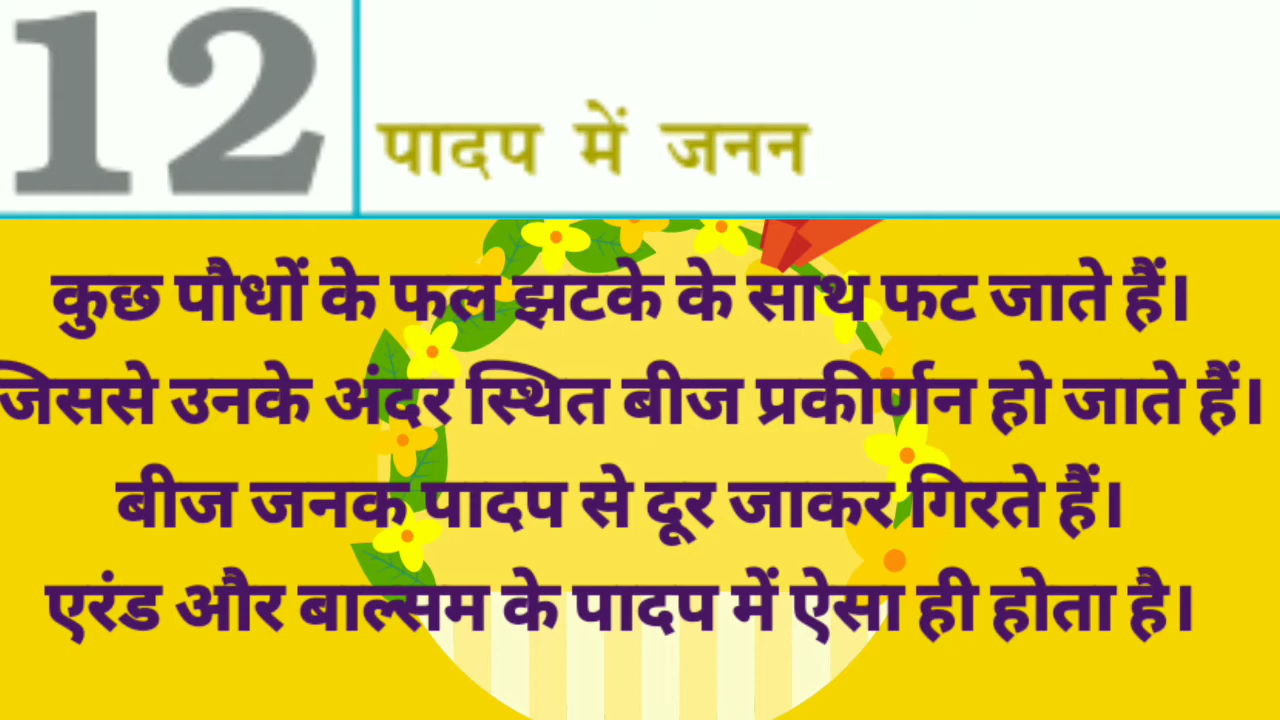 12
पादप में जनन
कुछ पौधों के फल झटके के साथ फट जाते हैं।
जिससे उनके अंदर स्थित बीज प्रकीर्णन हो जाते हैं।
बीज जनक पादप से दूर जाकर गिरते हैं।
एरंड और बाल्सम के पादप में ऐसा ही होता है।